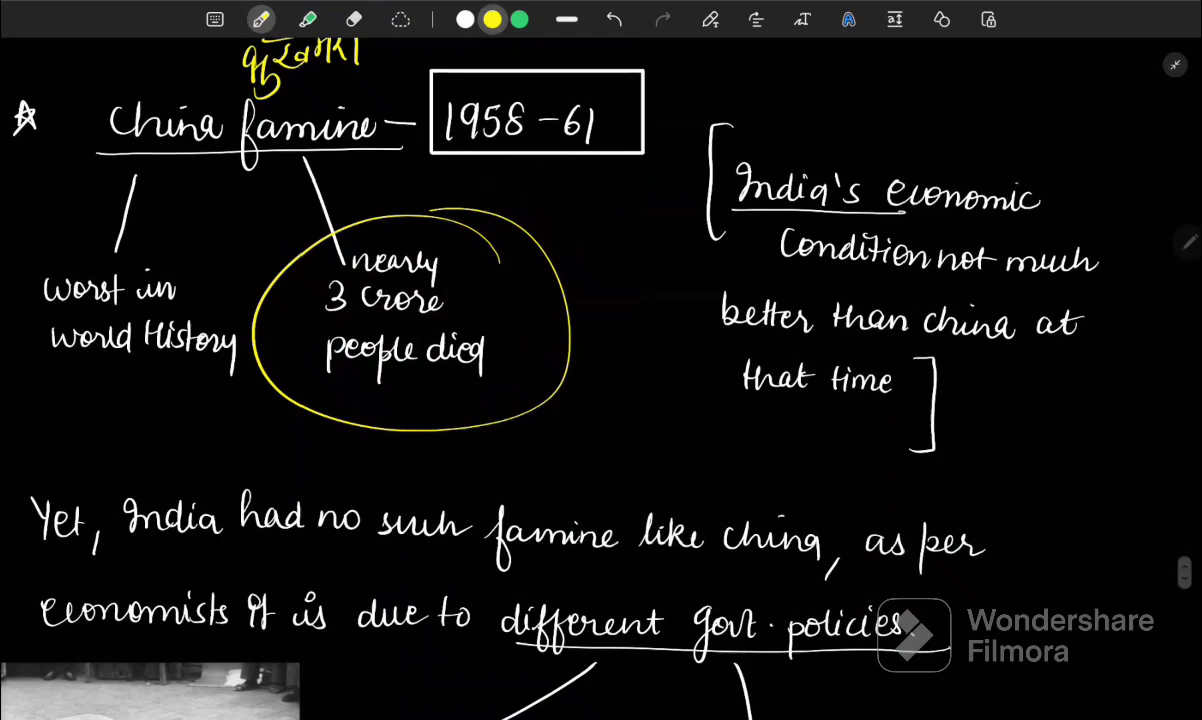 China famine - 1958-61
worst in
world History
nearly
3 crore
people died
India's economic
Condition not much
better than china at
that time
Yet, India had no such famine like china, as per
economists it is due to different govt. policies.
Wondershare
Filmora